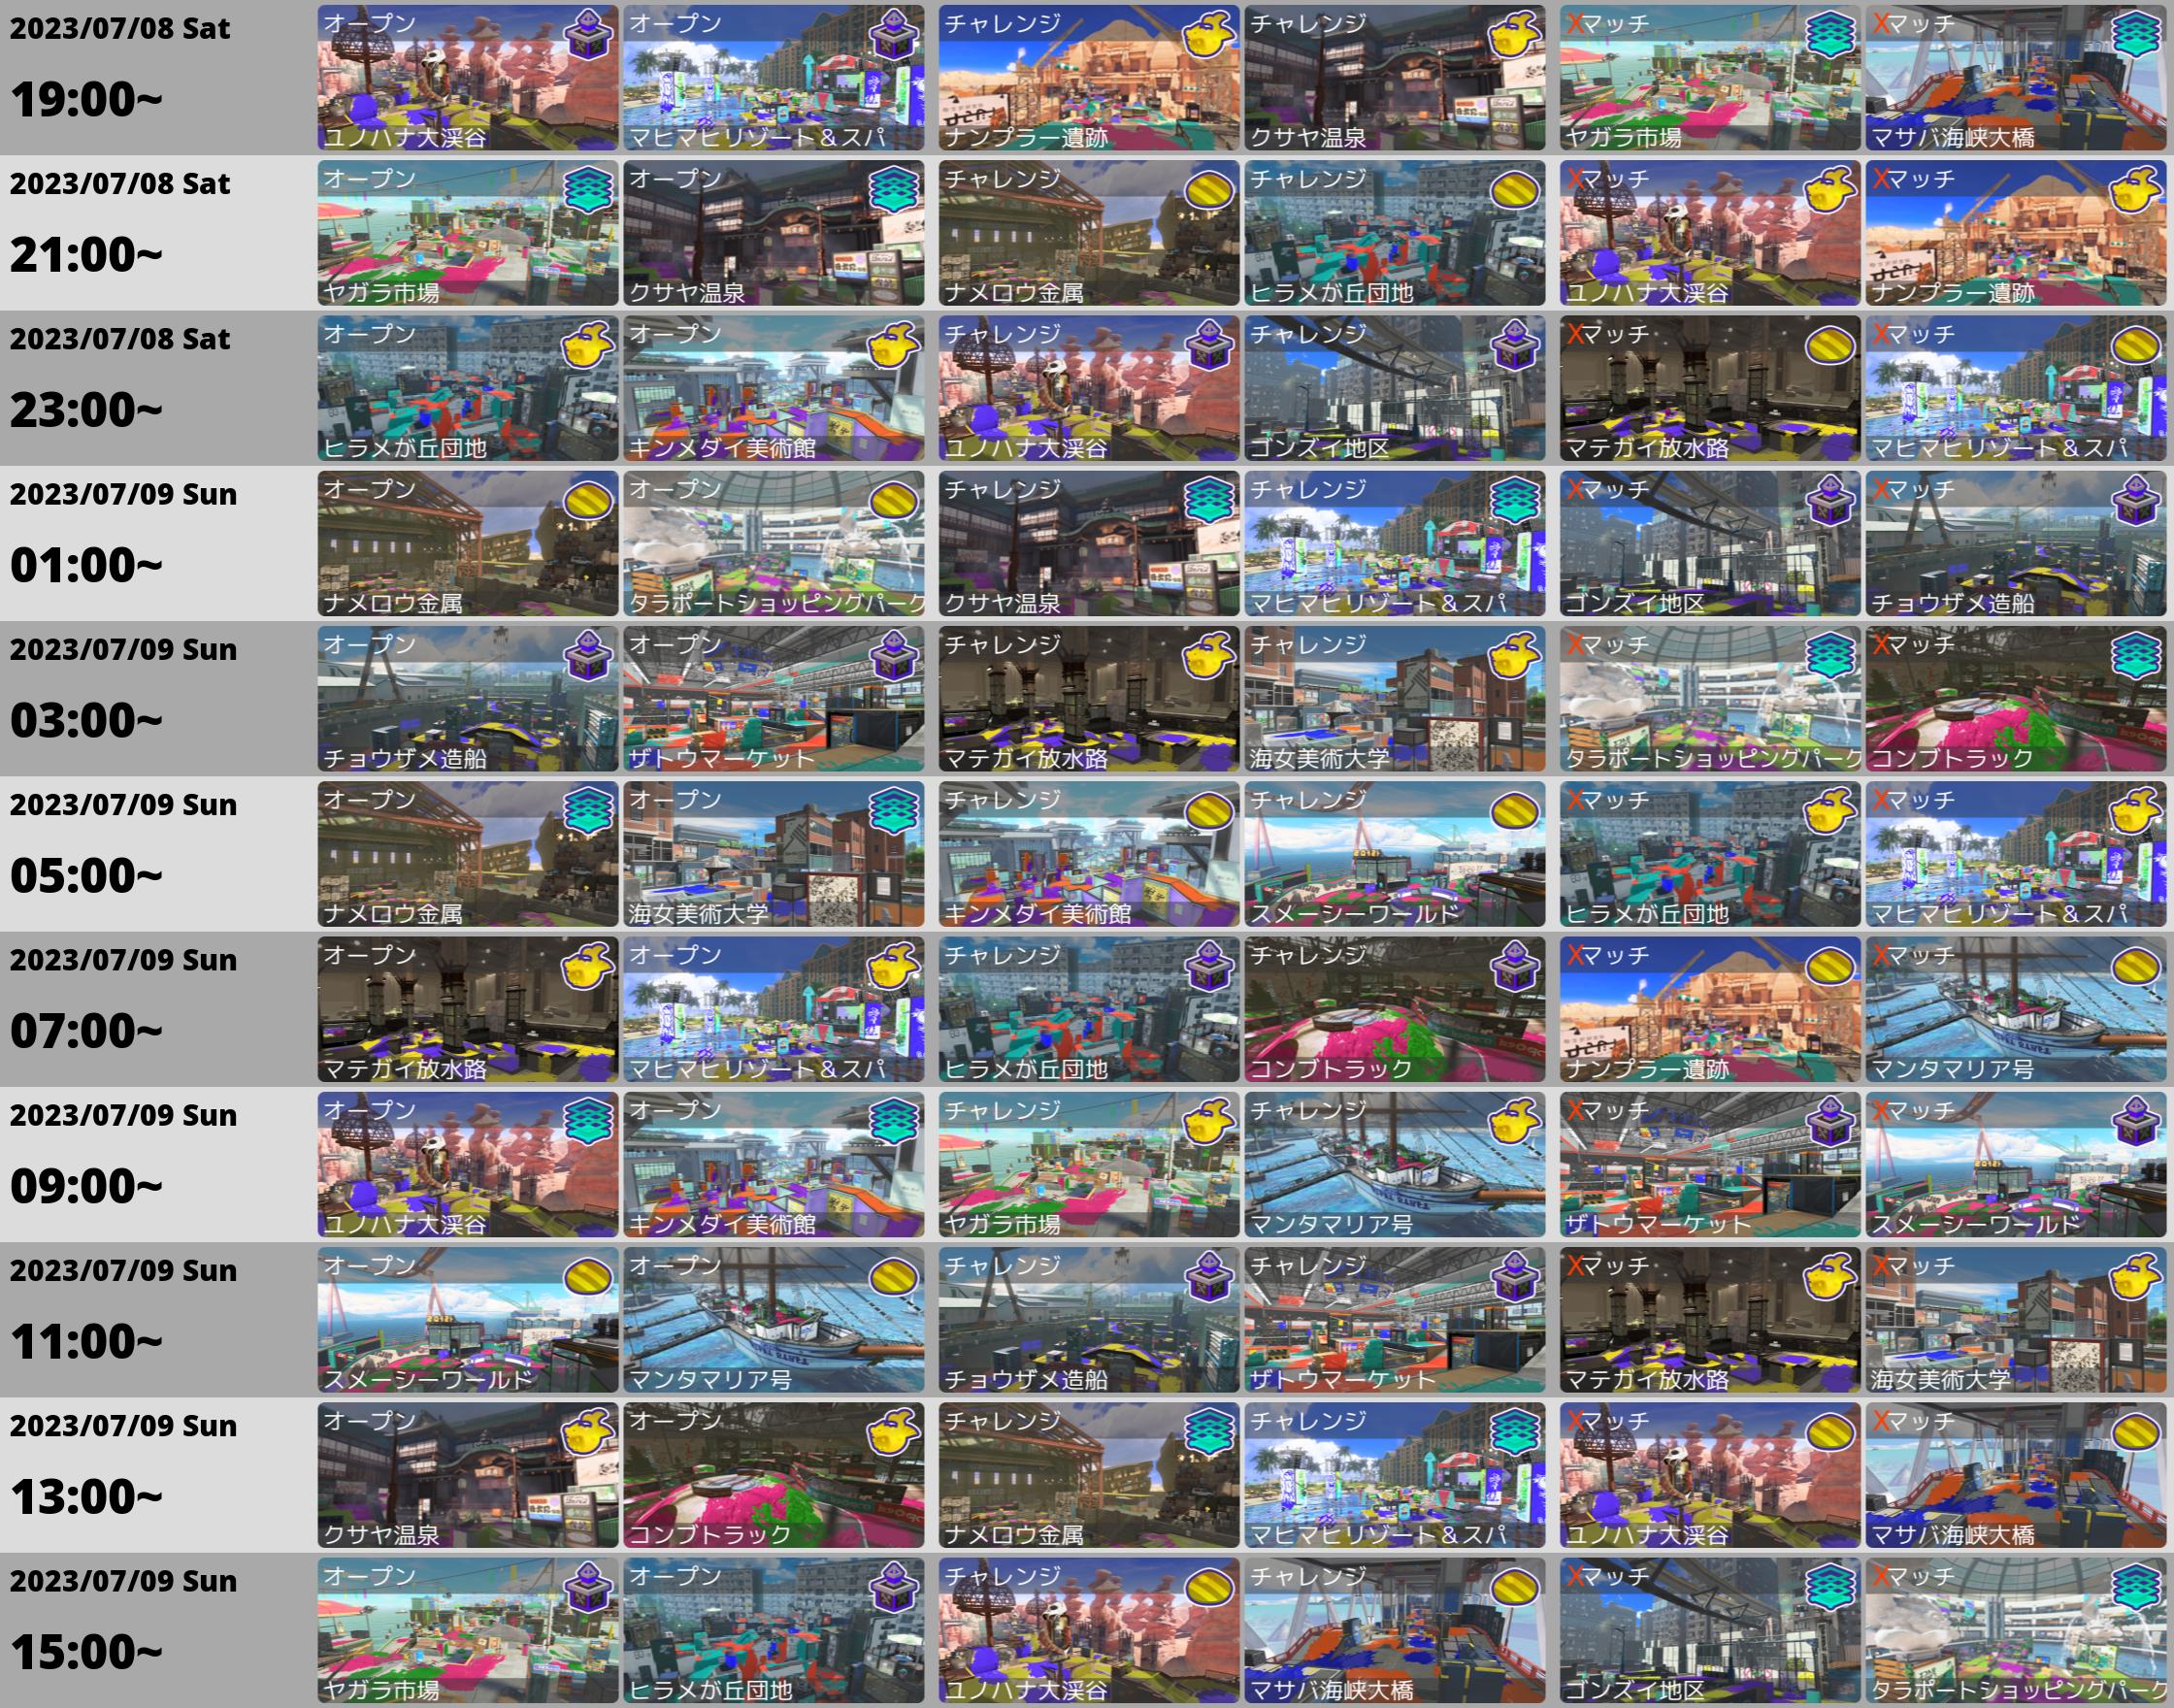 2023/07/08 Sat
19:00~
オープン
ユノハナ大渓谷
オープン
マヒマヒリゾート＆スパ
チャレンジ
ナンプラー遺跡
チャレンジ
クサヤ温泉
Xマッチ
ヤガラ市場
Xマッチ
マサバ海峡大橋
2023/07/08 Sat
21:00~
オープン
ヤガラ市場
オープン
クサヤ温泉
チャレンジ
ナメロウ金属
チャレンジ
ヒラメが丘団地
Xマッチ
ユノハナ大渓谷
Xマッチ
ナンプラー遺跡
2023/07/08 Sat
23:00~
オープン
ヒラメが丘団地
オープン
キンメダイ美術館
チャレンジ
ユノハナ大渓谷
チャレンジ
ゴンズイ地区
Xマッチ
マテガイ放水路
Xマッチ
マヒマヒリゾート＆スパ
2023/07/09 Sun
01:00~
オープン
ナメロウ金属
オープン
タラポートショッピングパーク
チャレンジ
クサヤ温泉
チャレンジ
マヒマヒリゾート＆スパ
Xマッチ
ゴンズイ地区
Xマッチ
チョウザメ造船
2023/07/09 Sun
03:00~
オープン
チョウザメ造船
オープン
ザトウマーケット
チャレンジ
マテガイ放水路
チャレンジ
海女美術大学
Xマッチ
タラポートショッピングパーク
Xマッチ
コンブトラック
2023/07/09 Sun
05:00~
オープン
ナメロウ金属
オープン
海女美術大学
チャレンジ
キンメダイ美術館
チャレンジ
スメーシーワールド
Xマッチ
ヒラメが丘団地
Xマッチ
マヒマヒリゾート＆スパ
2023/07/09 Sun
07:00~
オープン
マテガイ放水路
オープン
マヒマヒリゾート＆スパ
チャレンジ
ヒラメが丘団地
チャレンジ
コンブトラック
Xマッチ
ナンプラー遺跡
Xマッチ
マンタマリア号
2023/07/09 Sun
09:00~
オープン
ユノハナ大渓谷
オープン
キンメダイ美術館
チャレンジ
ヤガラ市場
チャレンジ
マンタマリア号
Xマッチ
ザトウマーケット
Xマッチ
スメーシーワールド
2023/07/09 Sun
11:00~
オープン
スメーシーワールド
オープン
マンタマリア号
チャレンジ
チョウザメ造船
チャレンジ
ザトウマーケット
Xマッチ
マテガイ放水路
Xマッチ
海女美術大学
2023/07/09 Sun
13:00~
オープン
クサヤ温泉
オープン
コンブトラック
チャレンジ
ナメロウ金属
チャレンジ
マヒマヒリゾート＆スパ
Xマッチ
ユノハナ大渓谷
Xマッチ
マサバ海峡大橋
2023/07/09 Sun
15:00~
オープン
ヤガラ市場
オープン
ヒラメが丘団地
チャレンジ
ユノハナ大渓谷
チャレンジ
マサバ海峡大橋
Xマッチ
ゴンズイ地区
Xマッチ
タラポートショッピングパーク